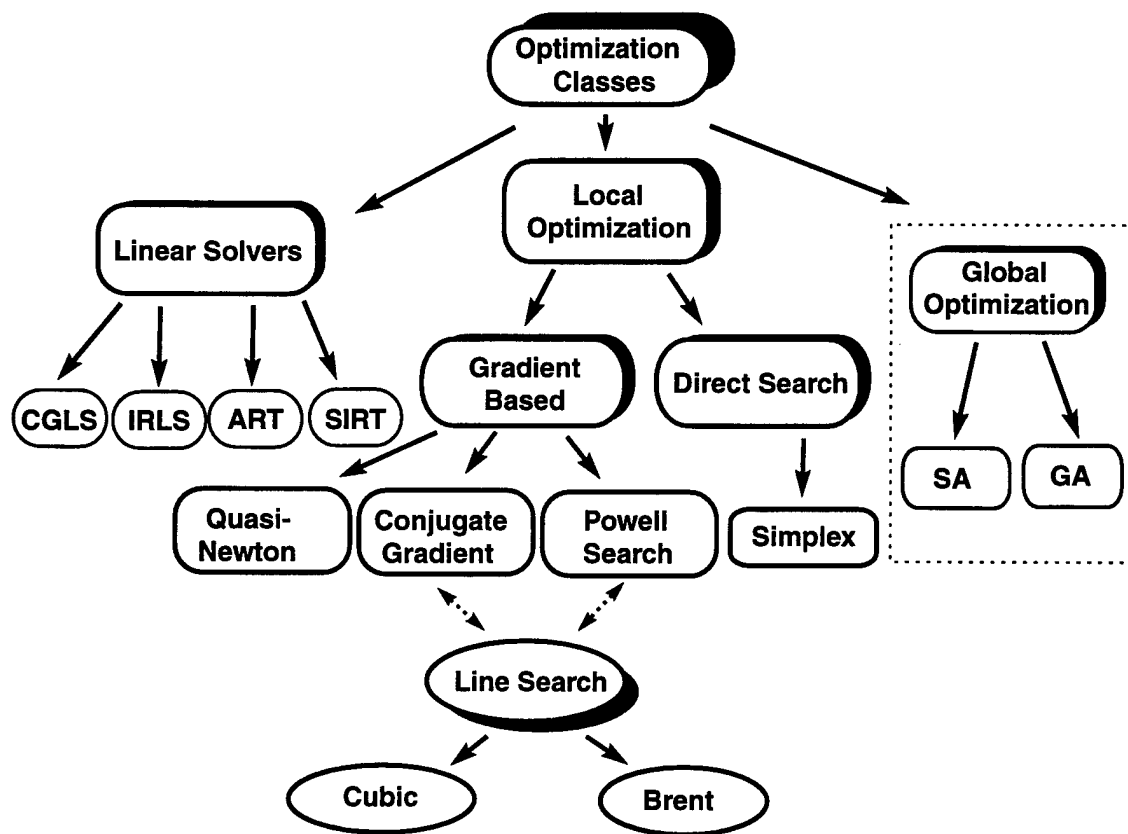 Optimization
Classes
Local
Optimization
Linear Solvers
Global
Optimization
Gradient
Based
Direct Search
CGLS
IRLS
ART
SIRT
SA
GA
Quasi-
Newton
Conjugate
Gradient
Powell
Search
Simplex
Line Search
Cubic
Brent